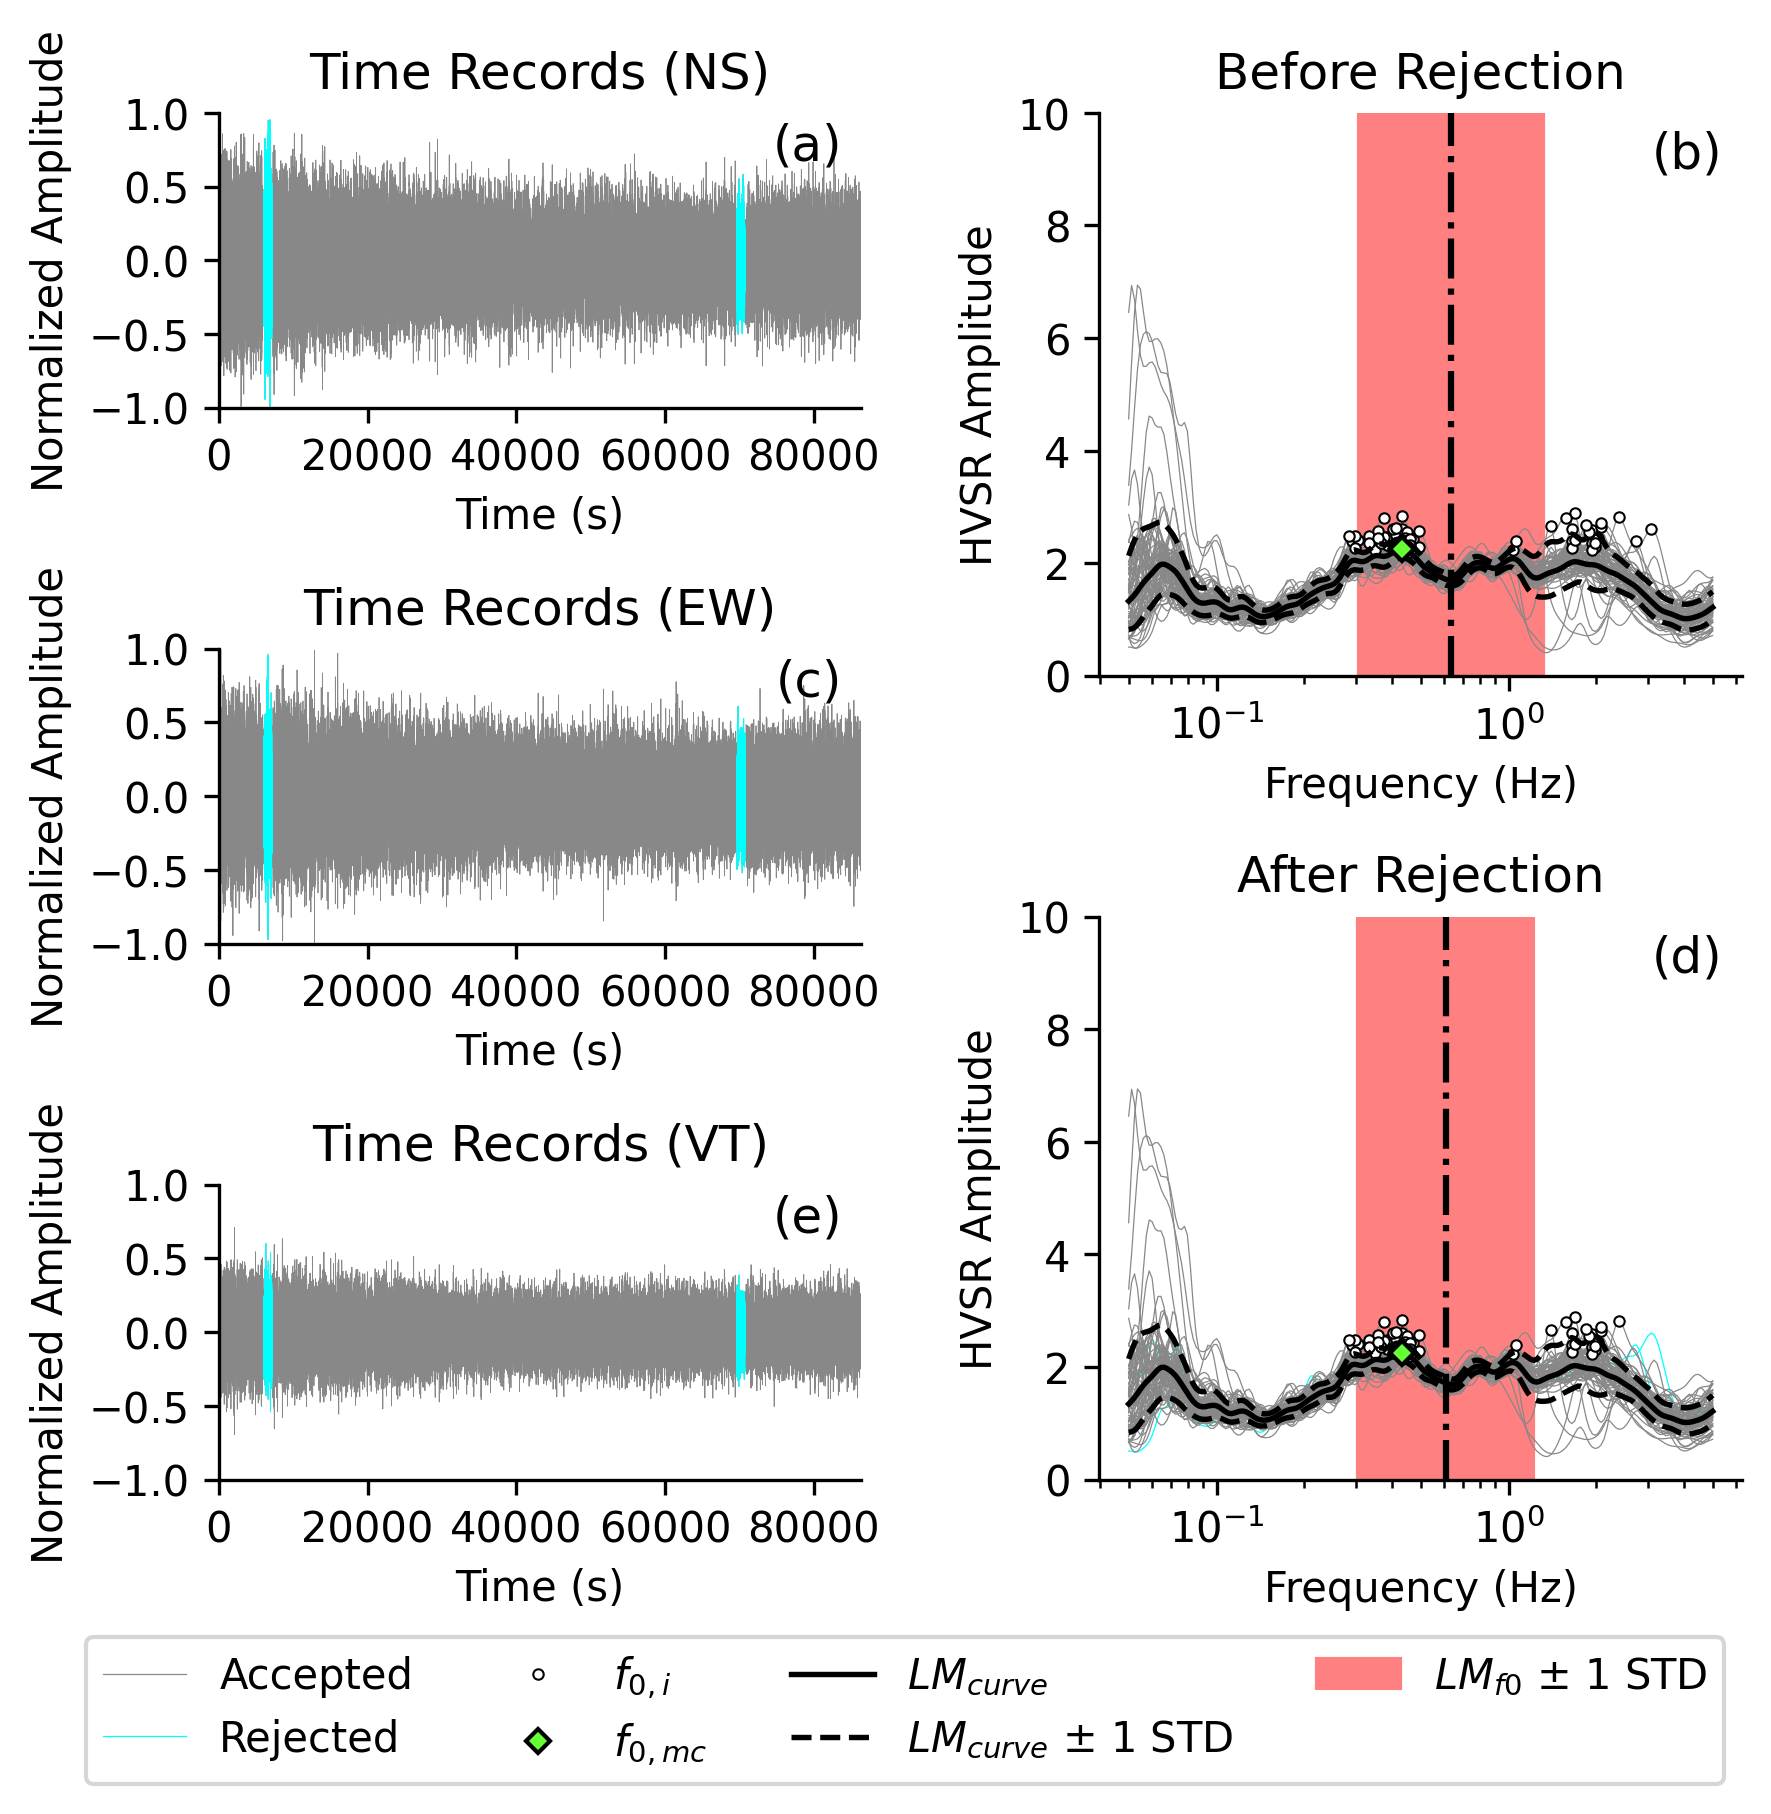 Time Records (NS)
Normalized Amplitude
1.0
0.5
0.0
−0.5
−1.0
(a)
0 20000 40000 60000 80000
Time (s)
Before Rejection
HVSR Amplitude
10
8
6
4
2
0
(b)
10⁻¹ 10⁰
Frequency (Hz)
Time Records (EW)
Normalized Amplitude
1.0
0.5
0.0
−0.5
−1.0
(c)
0 20000 40000 60000 80000
Time (s)
After Rejection
HVSR Amplitude
10
8
6
4
2
0
(d)
10⁻¹ 10⁰
Frequency (Hz)
Time Records (VT)
Normalized Amplitude
1.0
0.5
0.0
−0.5
−1.0
(e)
0 20000 40000 60000 80000
Time (s)
Accepted
Rejected
f0,i
f0,mc
LMcurve
LMcurve ± 1 STD
LMf0 ± 1 STD